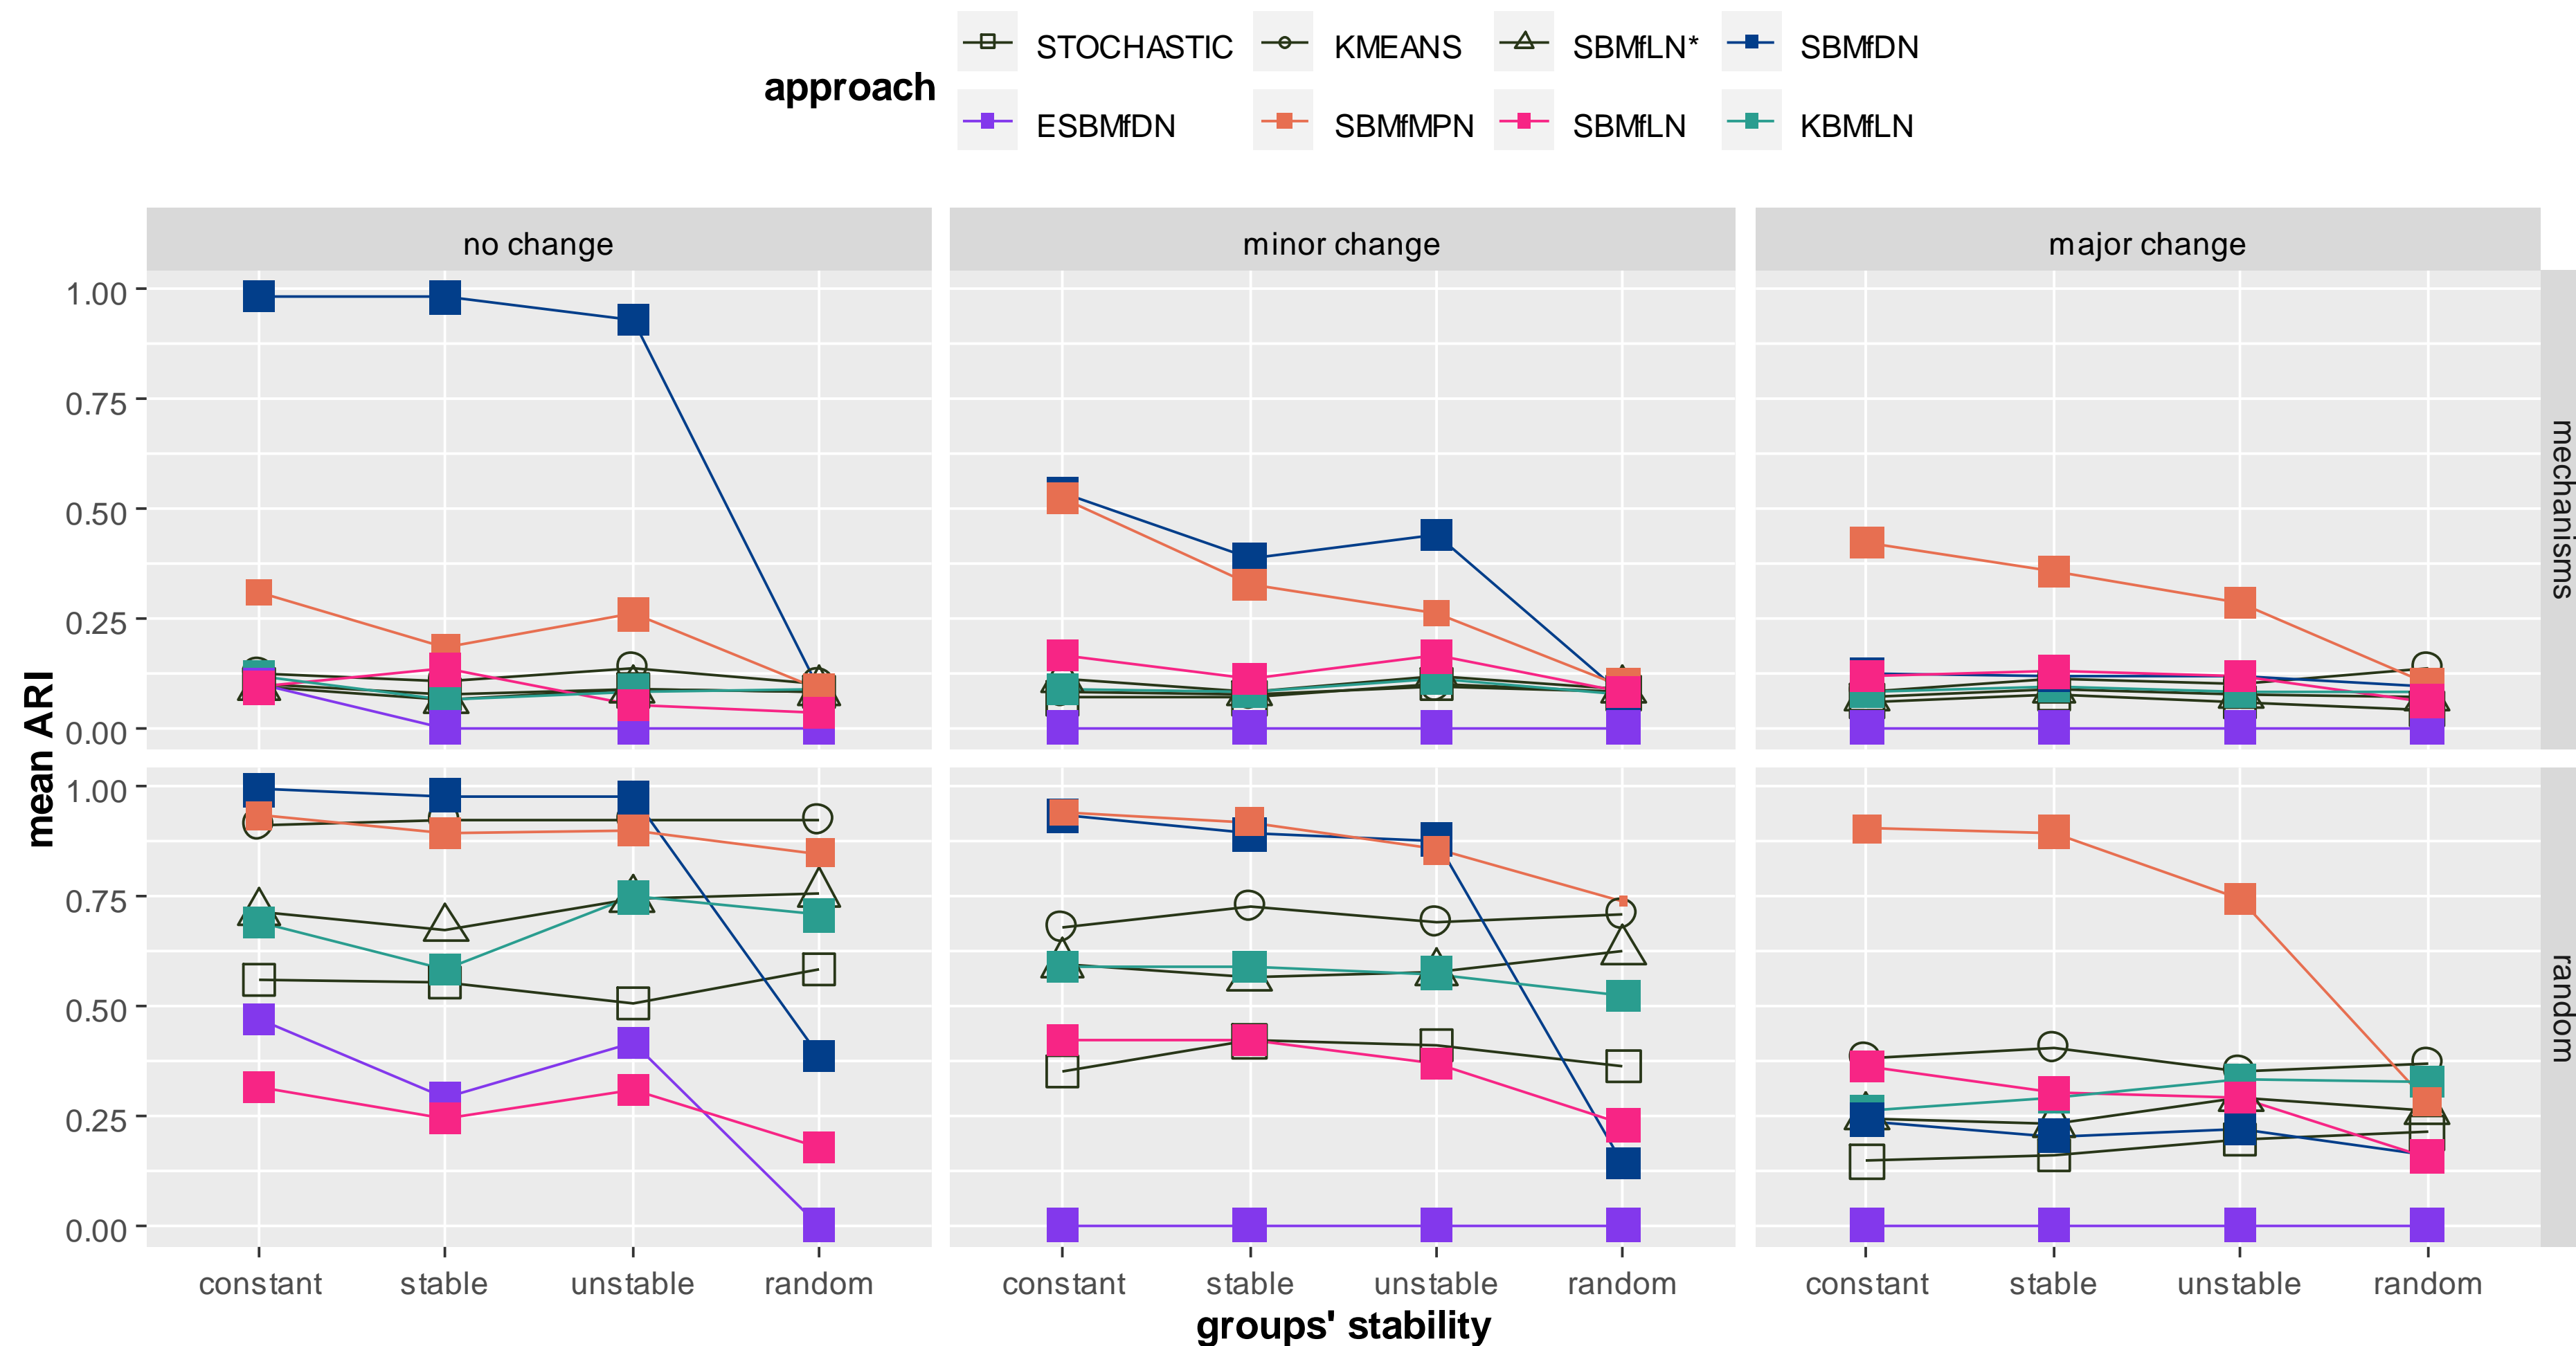 approach
STOCHASTIC KMEANS SBMfLN* SBMfDN
ESBMfDN SBMfMPN SBMfLN KBMfLN
no change minor change major change
mean ARI
1.00
0.75
0.50
0.25
0.00
mechanisms
1.00
0.75
0.50
0.25
0.00
random
constant stable unstable random constant stable unstable random constant stable unstable random
groups' stability